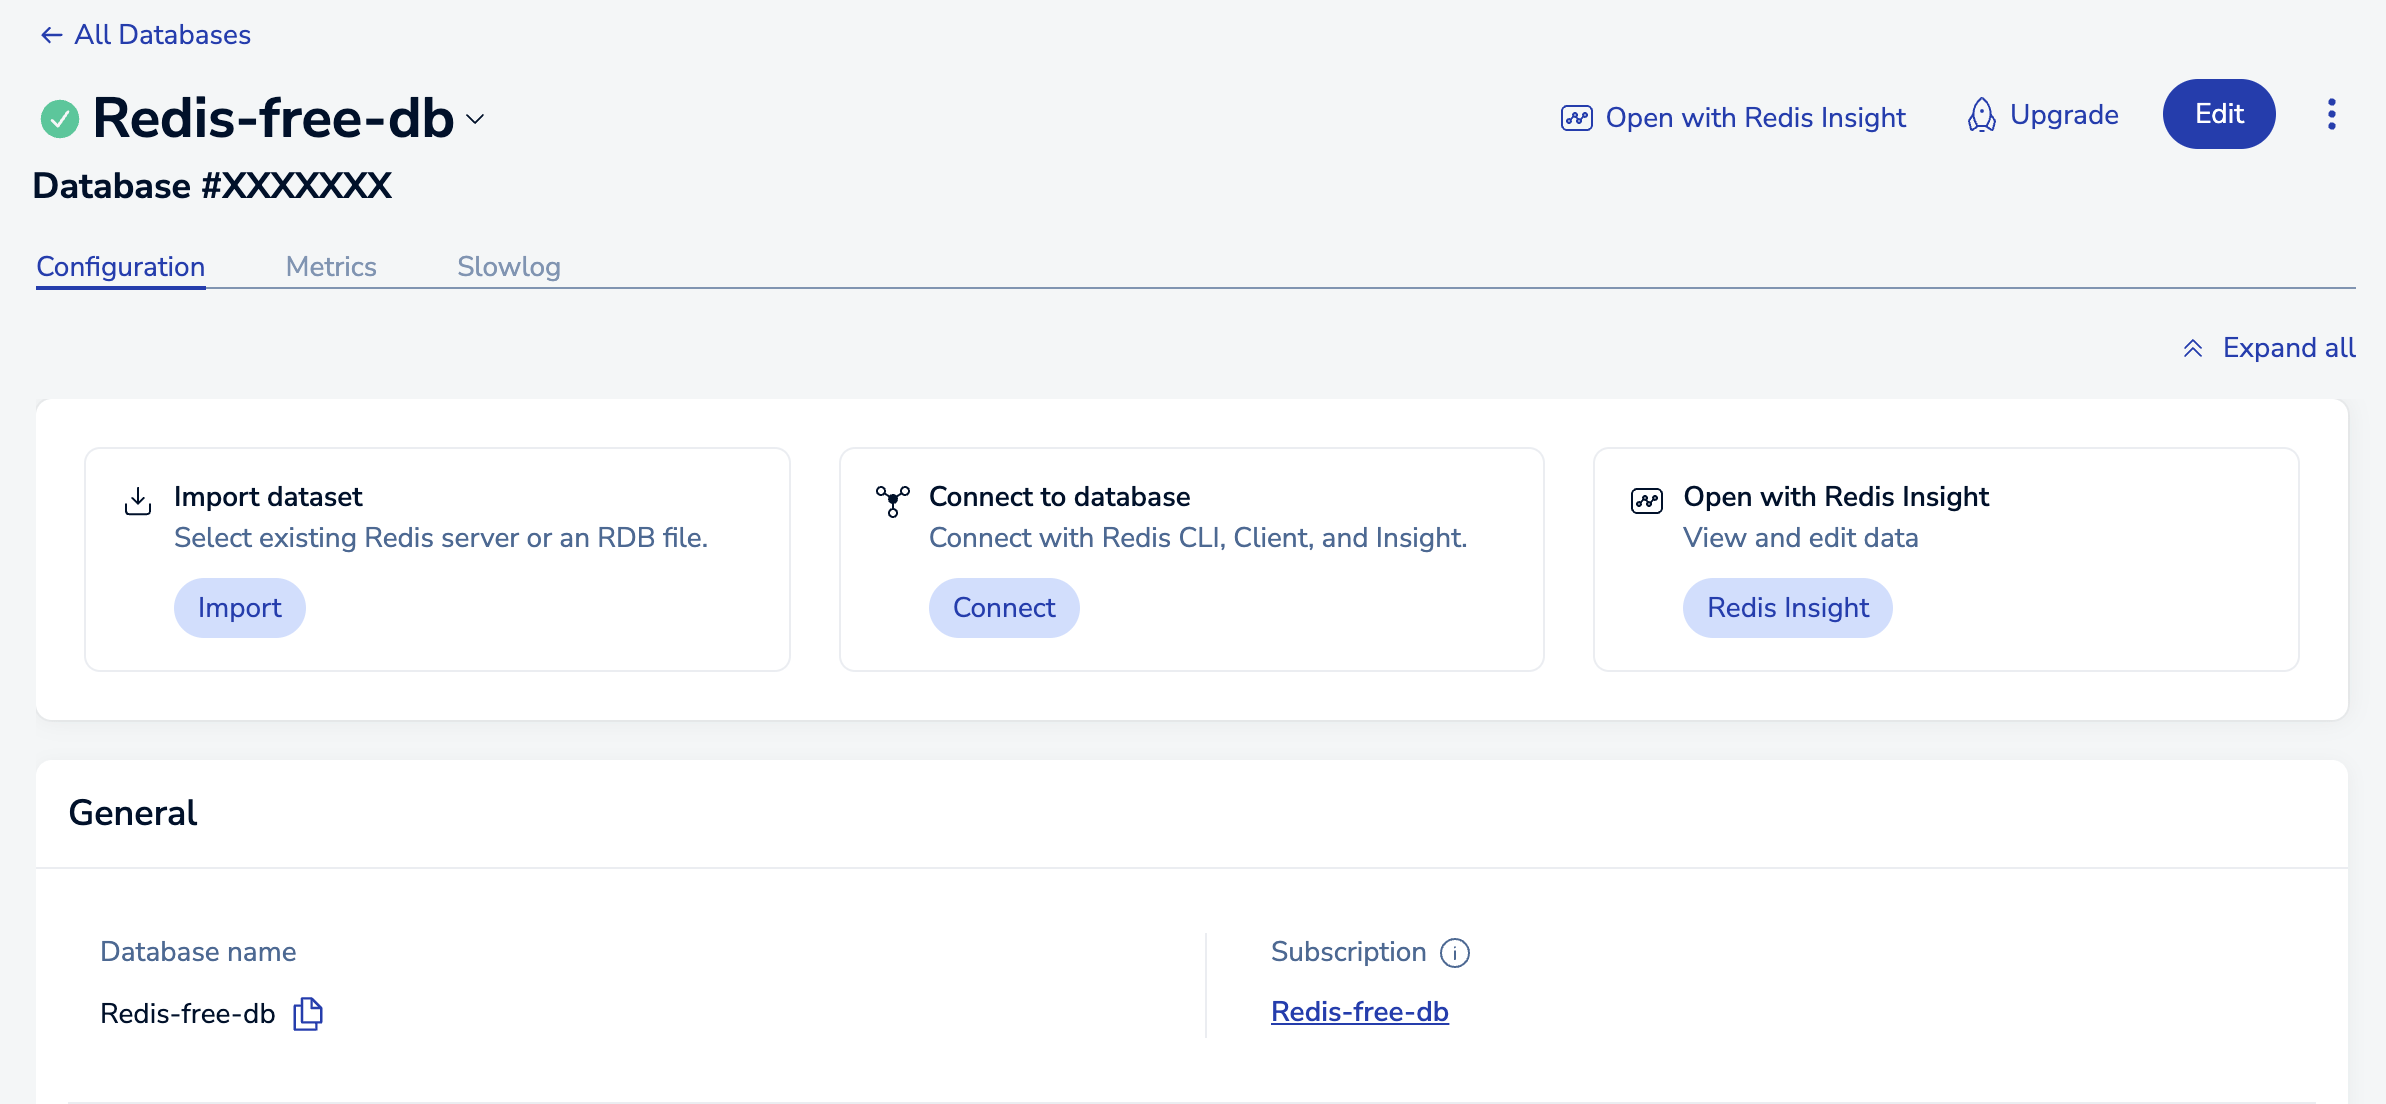 All Databases
Redis-free-db
Open with Redis Insight
Upgrade
Edit
Database #XXXXXXX
Configuration
Metrics
Slowlog
Expand all
Import dataset
Select existing Redis server or an RDB file.
Import
Connect to database
Connect with Redis CLI, Client, and Insight.
Connect
Open with Redis Insight
View and edit data
Redis Insight
General
Database name
Redis-free-db
Subscription
Redis-free-db